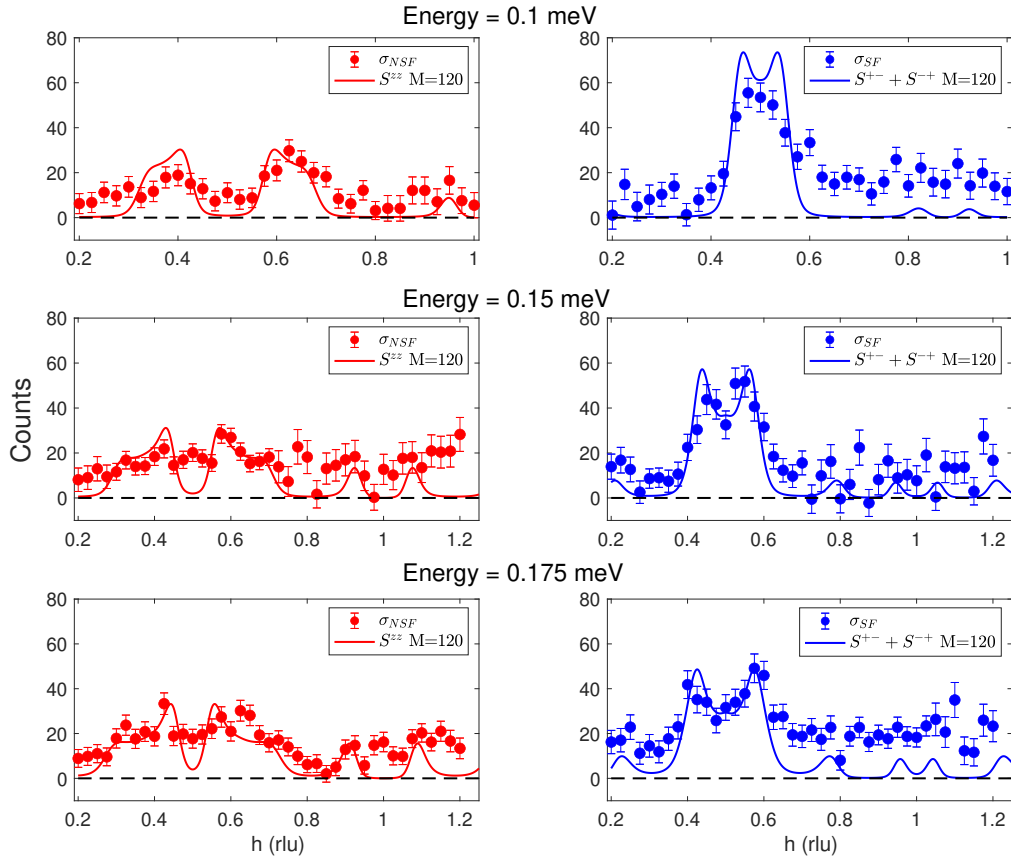 Energy = 0.1 meV
80
60
40
20
0
0.2 0.4 0.6 0.8 1
σNSF
S^zz M=120
80
60
40
20
0
0.2 0.4 0.6 0.8 1
σSF
S^+− + S^−+ M=120
Energy = 0.15 meV
Counts
80
60
40
20
0
0.2 0.4 0.6 0.8 1 1.2
σNSF
S^zz M=120
80
60
40
20
0
0.2 0.4 0.6 0.8 1 1.2
σSF
S^+− + S^−+ M=120
Energy = 0.175 meV
80
60
40
20
0
0.2 0.4 0.6 0.8 1 1.2
h (rlu)
σNSF
S^zz M=120
80
60
40
20
0
0.2 0.4 0.6 0.8 1 1.2
h (rlu)
σSF
S^+− + S^−+ M=120